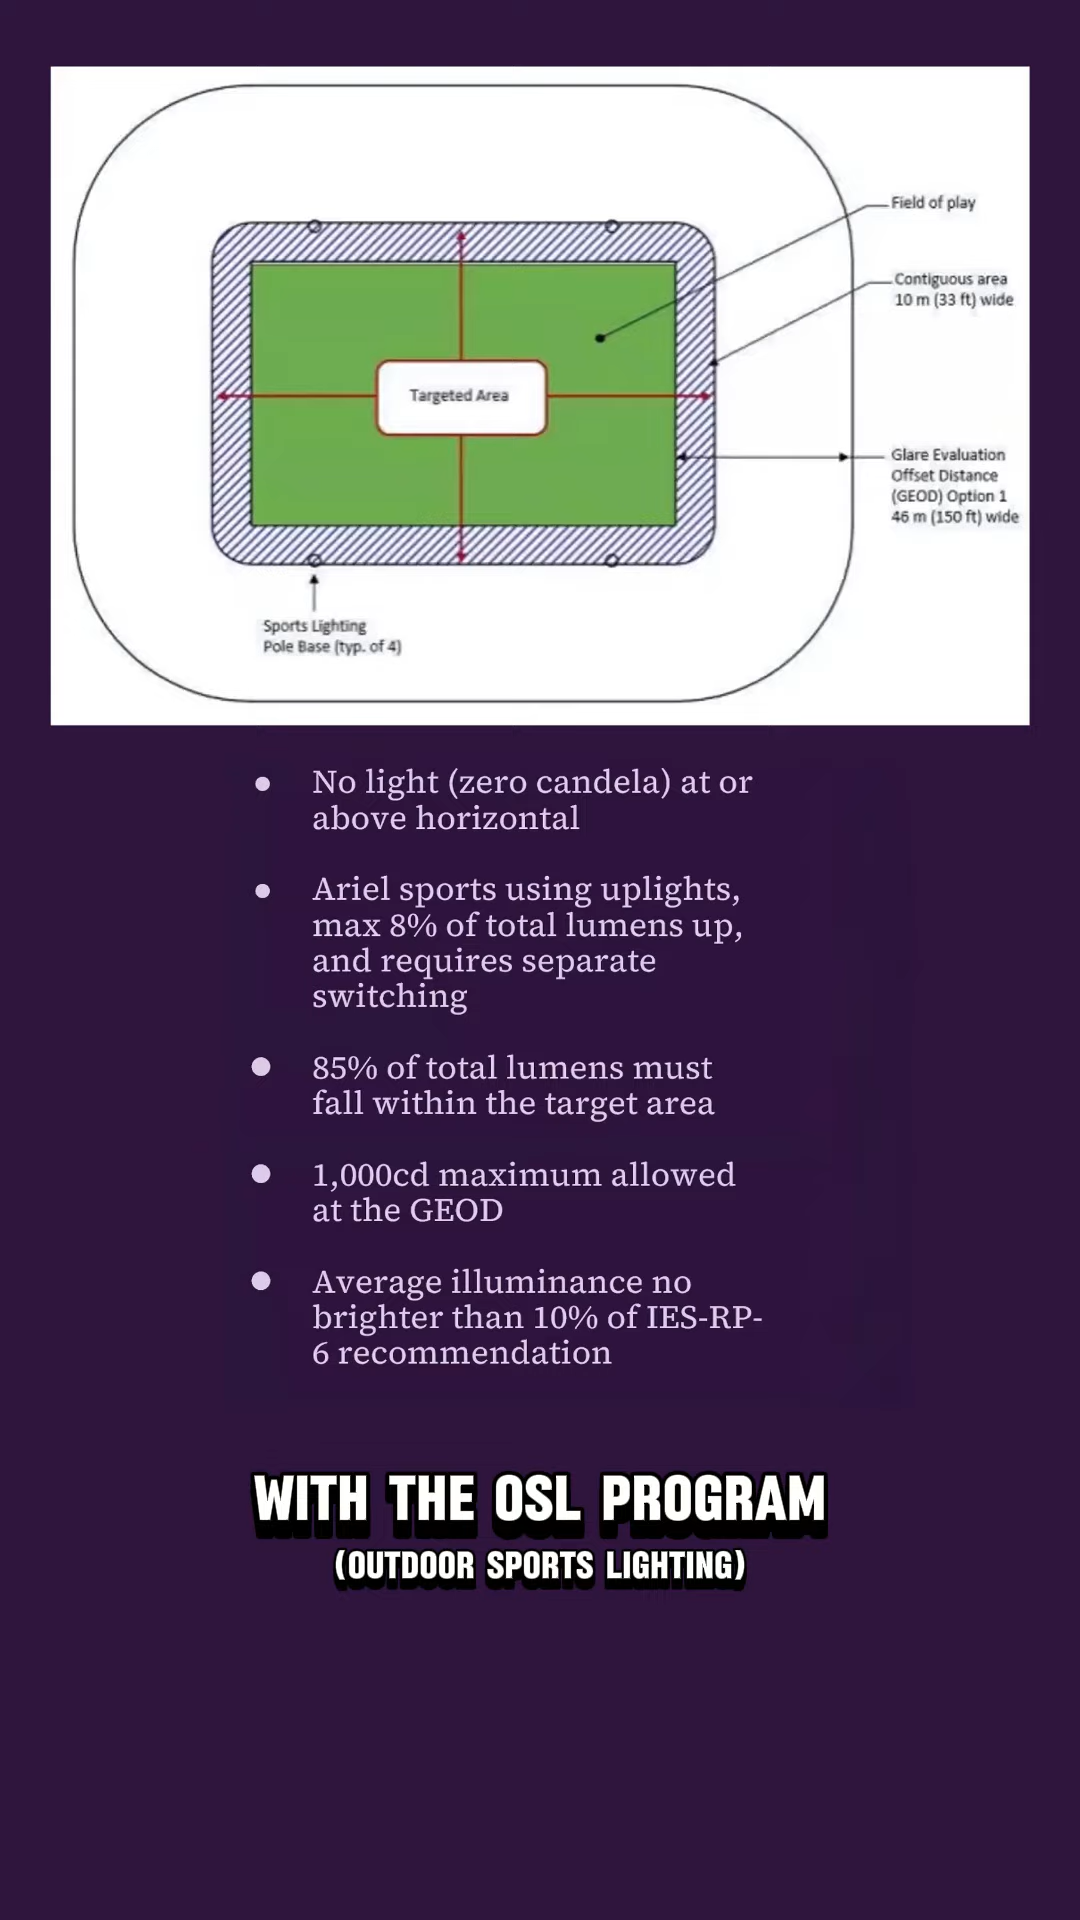 Field of play
Contiguous area
10 m (33 ft) wide
Targeted Area
Glare Evaluation
Offset Distance
(GEOD) Option 1
46 m (150 ft) wide
Sports Lighting
Pole Base (typ. of 4)
● No light (zero candela) at or
above horizontal
● Ariel sports using uplights,
max 8% of total lumens up,
and requires separate
switching
● 85% of total lumens must
fall within the target area
● 1,000cd maximum allowed
at the GEOD
● Average illuminance no
brighter than 10% of IES-RP-
6 recommendation
WITH THE OSL PROGRAM
(OUTDOOR SPORTS LIGHTING)